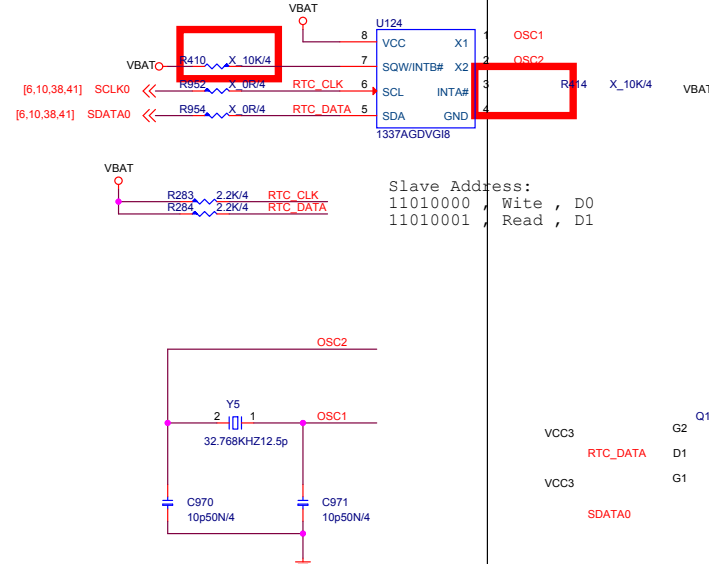 VBAT
U124
8 VCC X1 1 OSC1
VBAT R410 X_10K/4 7 SQW/INTB# X2 2 OSC2
[6,10,38,41] SCLK0 R952 X_0R/4 RTC_CLK 6 SCL INTA# 3 R414 X_10K/4 VBAT
[6,10,38,41] SDATA0 R954 X_0R/4 RTC_DATA 5 SDA GND 4
1337AGDVGI8
VBAT
R283 2.2K/4 RTC_CLK
R284 2.2K/4 RTC_DATA
Slave Address:
11010000 , Wite , D0
11010001 , Read , D1
OSC2
Y5
2 1 OSC1
32.768KHZ12.5p
C970
10p50N/4
C971
10p50N/4
Q1
VCC3 G2
RTC_DATA D1
VCC3 G1
SDATA0